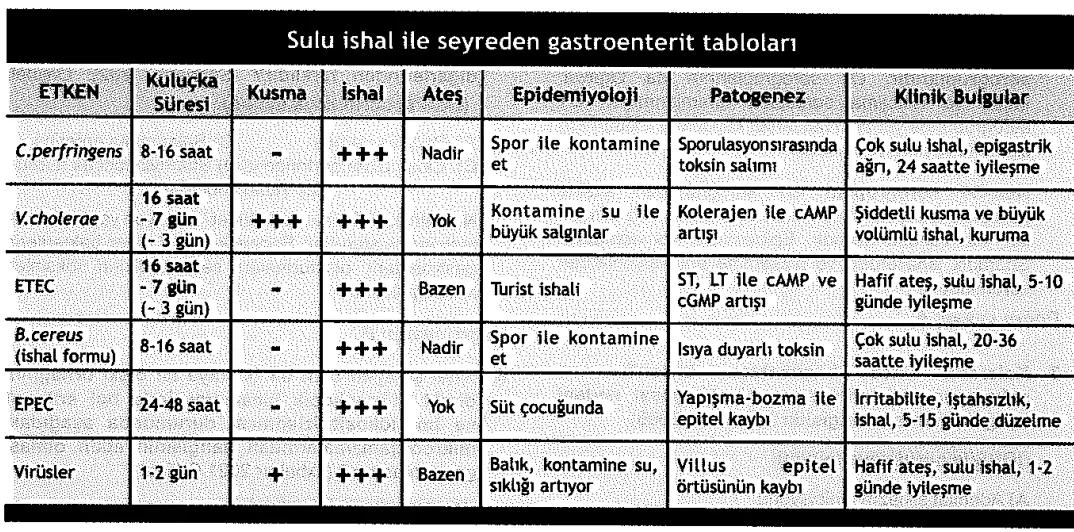 Sulu ishal ile seyreden gastroenterit tabloları
ETKEN
Kuluçka
Süresi
Kusma
İshal
Ateş
Epidemiyoloji
Patogenez
Klinik Bulgular
C.perfringens
8-16 saat
-
+++
Nadir
Spor ile kontamine
et
Sporulasyonsırasında
toksin salımı
Çok sulu ishal, epigastrik
ağrı, 24 saatte iyileşme
V.cholerae
16 saat
- 7 gün
(~ 3 gün)
+++
+++
Yok
Kontamine su ile
büyük salgınlar
Kolerajen ile cAMP
artışı
Şiddetli kusma ve büyük
volümlü ishal, kuruma
ETEC
16 saat
- 7 gün
(~ 3 gün)
-
+++
Bazen
Turist ishali
ST, LT ile cAMP ve
cGMP artışı
Hafif ateş, sulu ishal, 5-10
günde iyileşme
B.cereus
(ishal formu)
8-16 saat
-
+++
Nadir
Spor ile kontamine
et
Isıya duyarlı toksin
Çok sulu ishal, 20-36
saatte iyileşme
EPEC
24-48 saat
-
+++
Yok
Süt çocuğunda
Yapışma-bozma ile
epitel kaybı
İrritabilite, iştahsızlık,
ishal, 5-15 günde düzelme
Virüsler
1-2 gün
+
+++
Bazen
Balık, kontamine su,
sıklığı artıyor
Villus epitel
örtüsünün kaybı
Hafif ateş, sulu ishal, 1-2
günde iyileşme